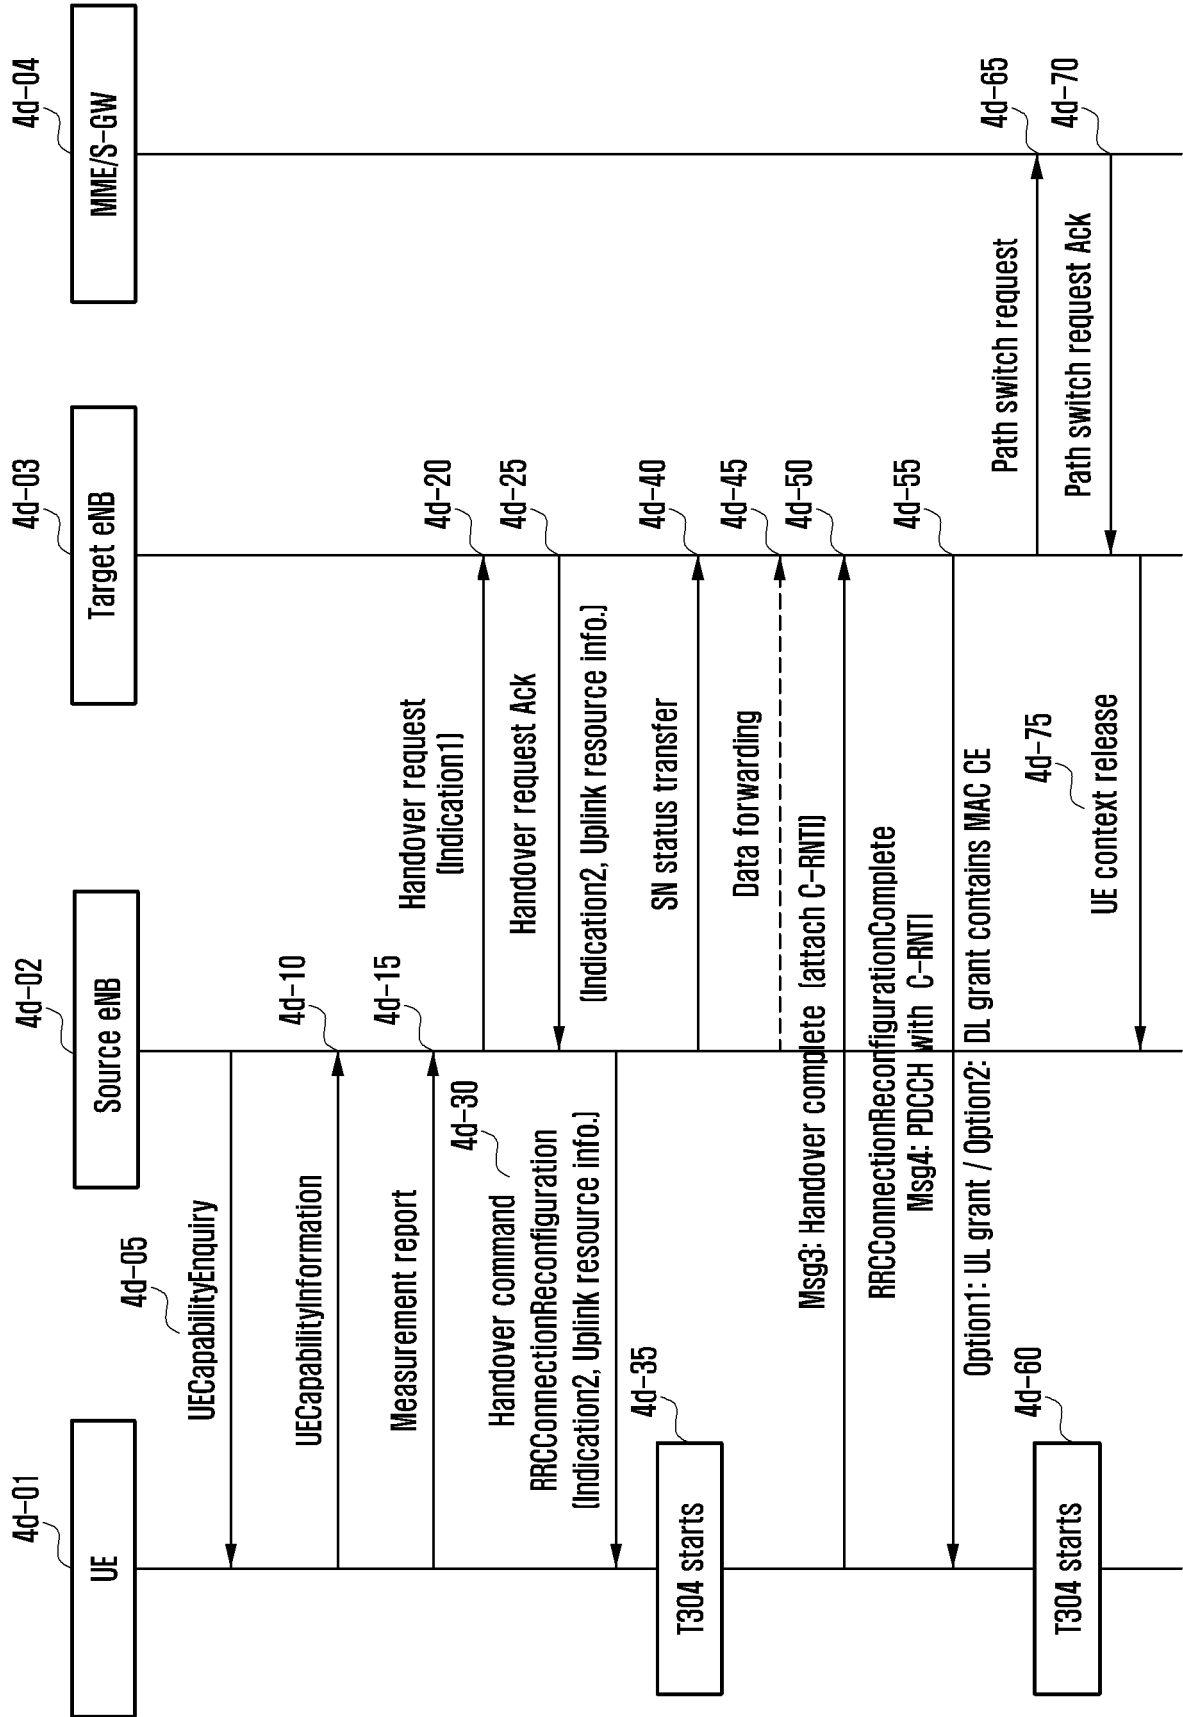 4d-01
UE
4d-02
Source eNB
4d-03
Target eNB
4d-04
MME/S-GW
4d-05
UECapabilityEnquiry
4d-10
UECapabilityInformation
4d-15
Measurement report
4d-20
Handover request
(Indication1)
4d-25
Handover request Ack
(Indication2, Uplink resource info.)
4d-30
Handover command
RRCConnectionReconfiguration
(Indication2, Uplink resource info.)
4d-35
T304 starts
4d-40
SN status transfer
4d-45
Data forwarding
4d-50
Msg3: Handover complete (attach C-RNTI)
RRCConnectionReconfigurationComplete
4d-55
Msg4: PDCCH with C-RNTI
Option1: UL grant / Option2: DL grant contains MAC CE
4d-60
T304 starts
4d-65
Path switch request
4d-70
Path switch request Ack
4d-75
UE context release